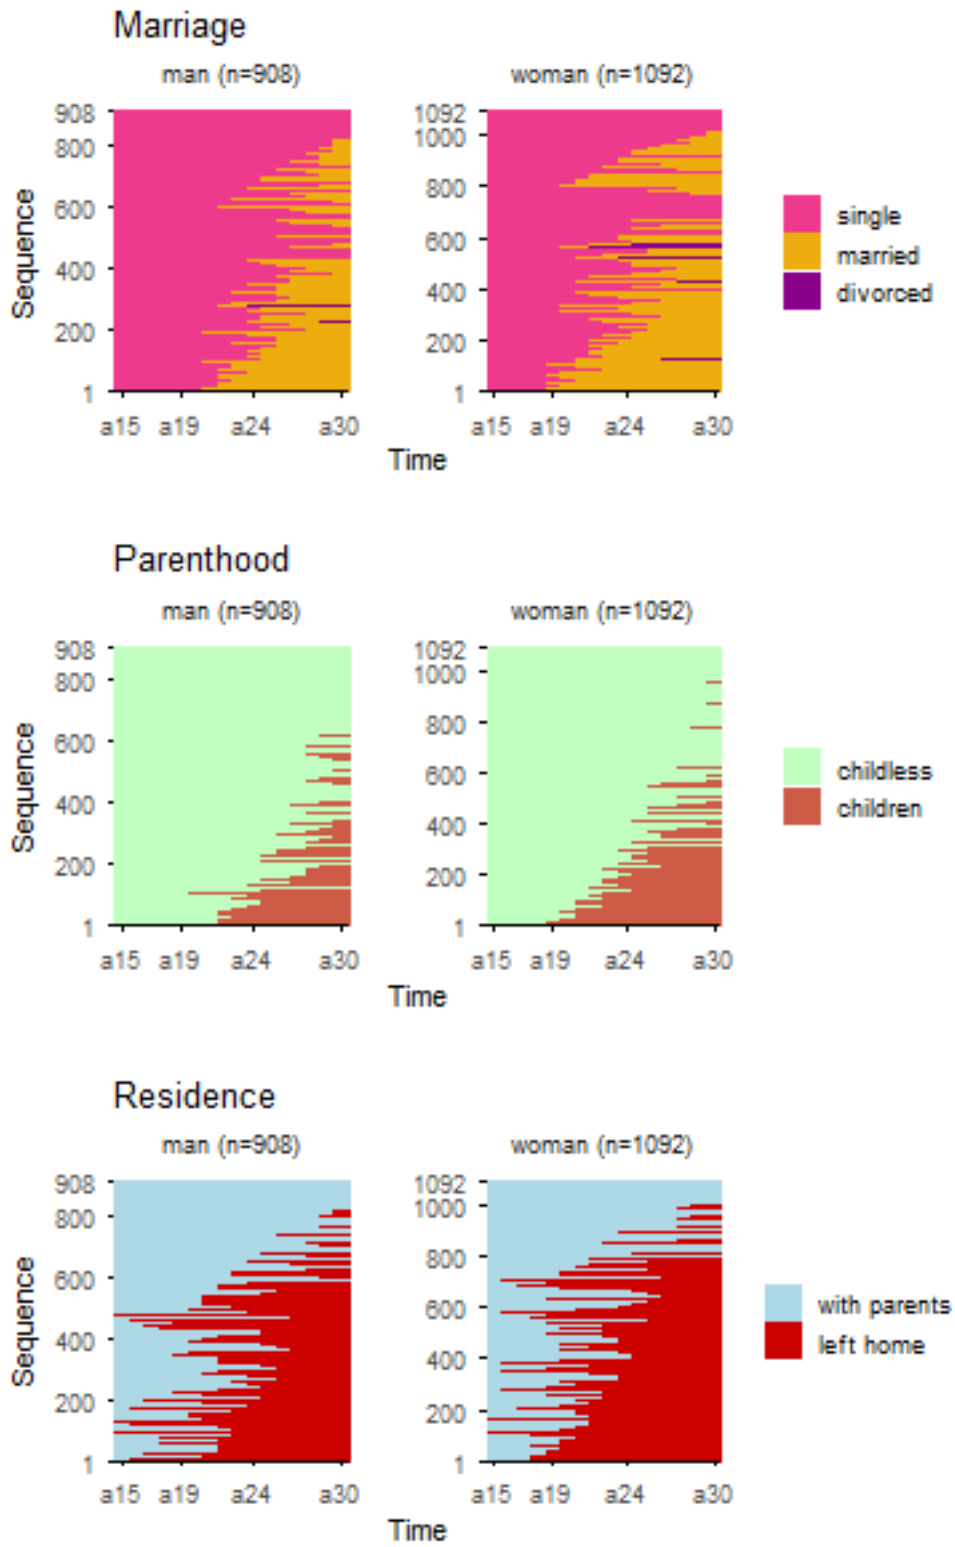 Marriage
man (n=908)
woman (n=1092)
908
800
600
400
200
1
1092
1000
800
600
400
200
1
Sequence
single
married
divorced
a15 a19 a24 a30
a15 a19 a24 a30
Time
Parenthood
man (n=908)
woman (n=1092)
908
800
600
400
200
1
1092
1000
800
600
400
200
1
Sequence
childless
children
a15 a19 a24 a30
a15 a19 a24 a30
Time
Residence
man (n=908)
woman (n=1092)
908
800
600
400
200
1
1092
1000
800
600
400
200
1
Sequence
with parents
left home
a15 a19 a24 a30
a15 a19 a24 a30
Time